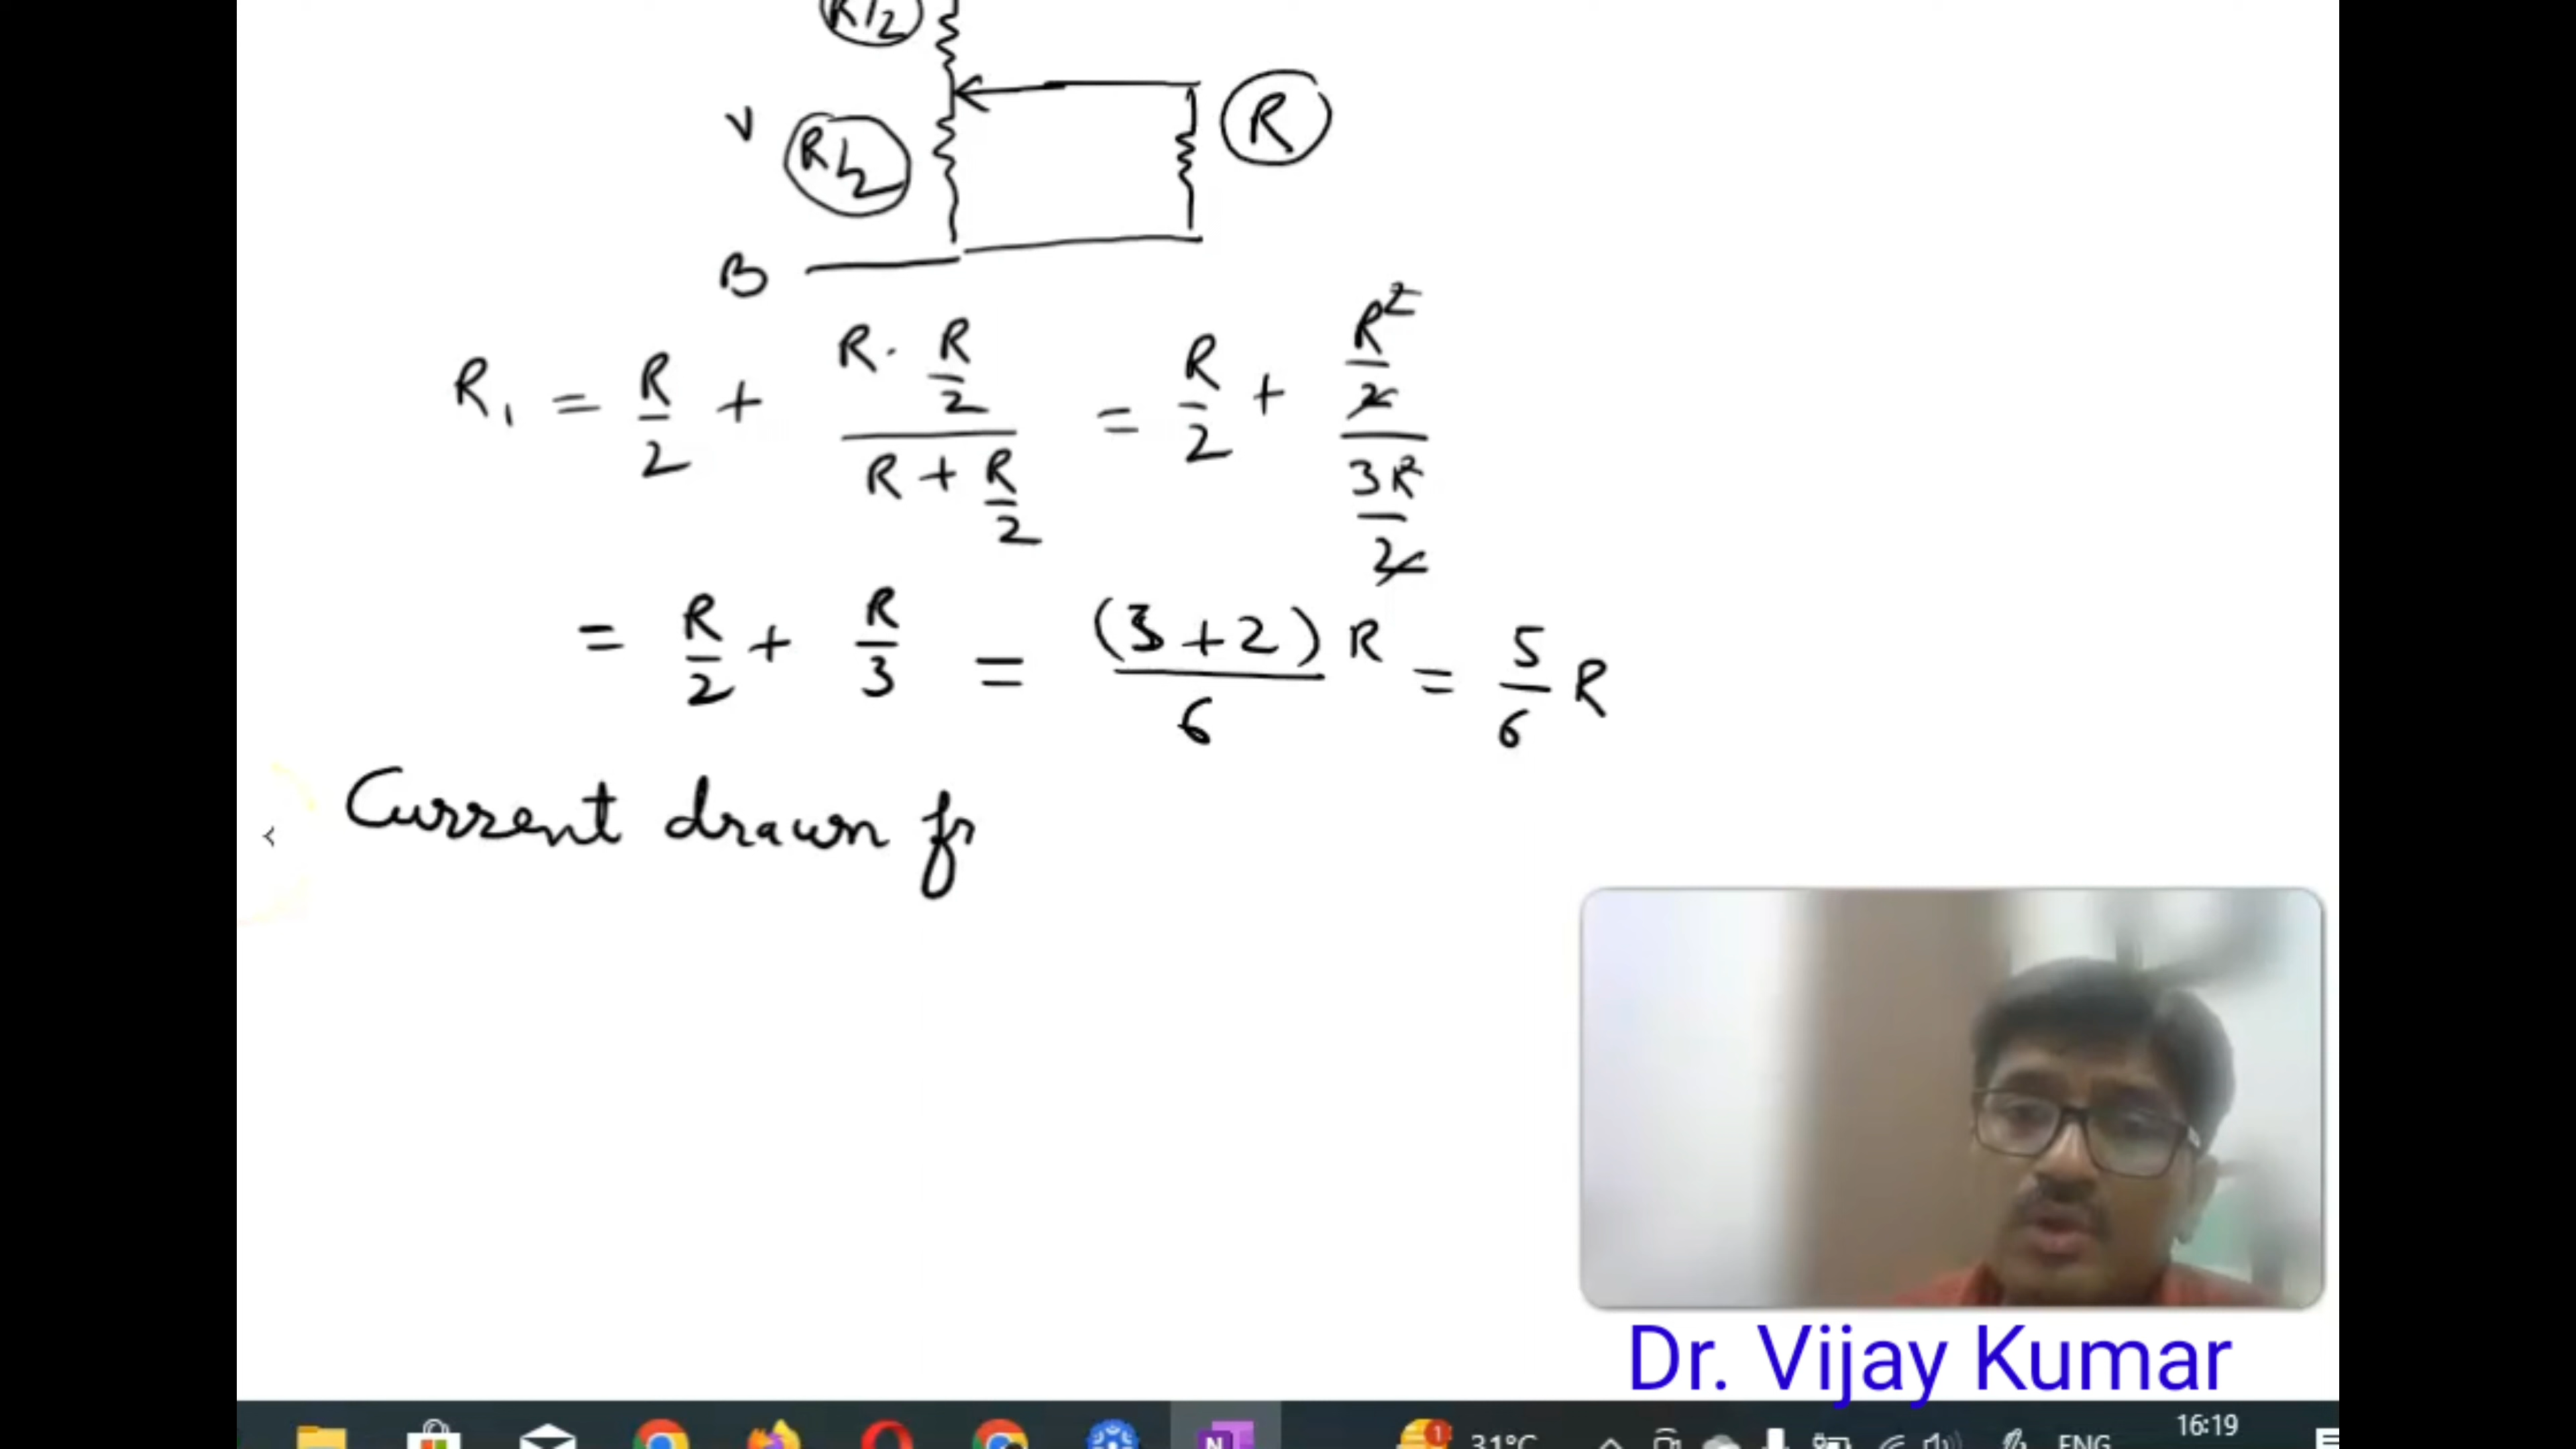 R/2
R
V
R/2
B
R₁ = R/2 + (R · R/2)/(R + R/2) = R/2 + (R²/2)/(3R/2)
= R/2 + R/3 = (3+2)R/6 = 5/6 R
Current drawn fr
Dr. Vijay Kumar
1
31°C
ENG
16:19